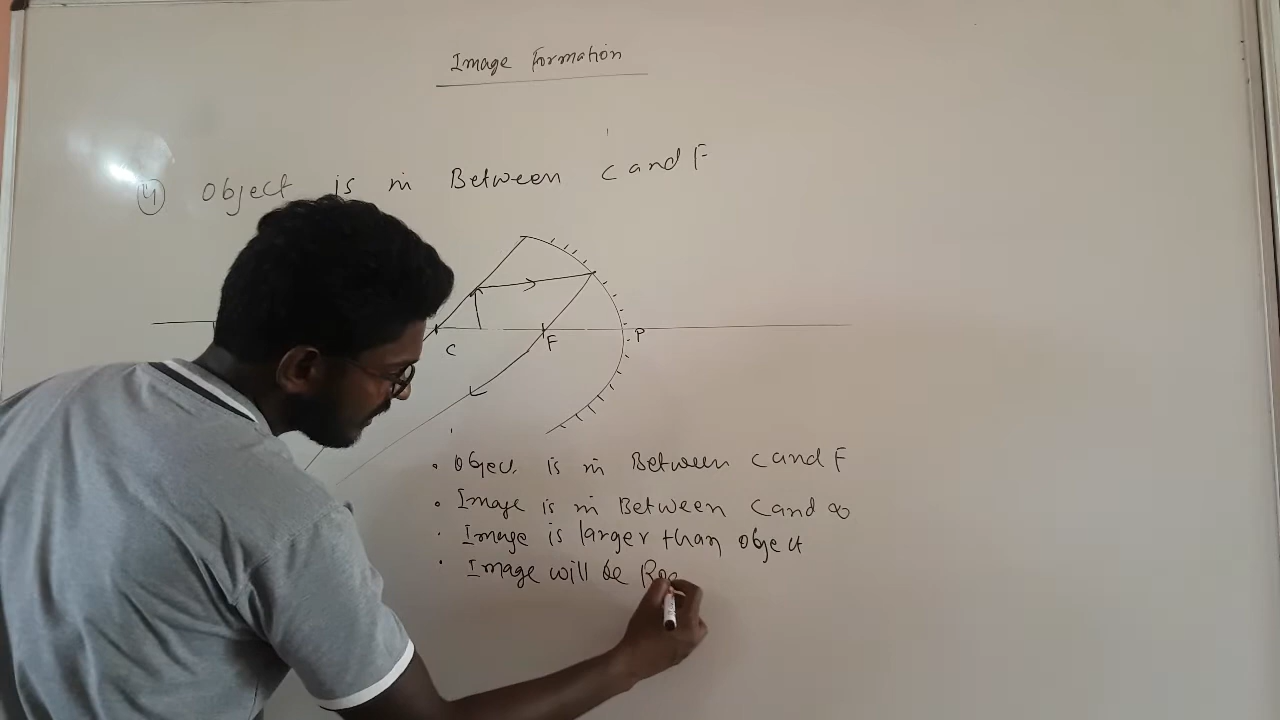 Image Formation
4) Object is in Between C and F
C F P
• Object is in Between C and F
• Image is in Between C and ∞
• Image is larger than object
• Image will be